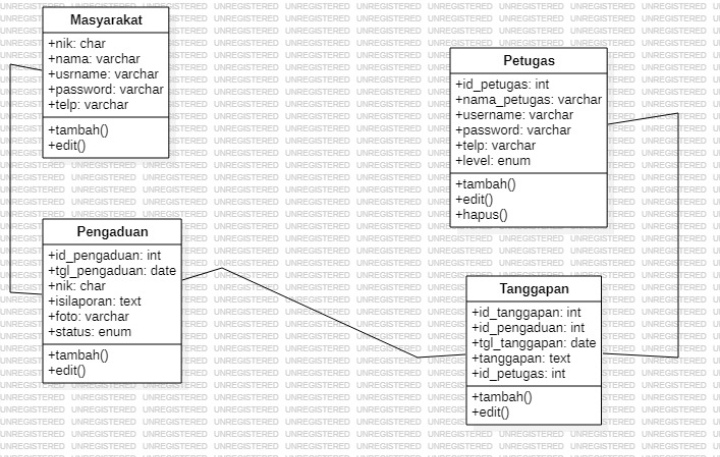 Masyarakat
+nik: char
+nama: varchar
+usrname: varchar
+password: varchar
+telp: varchar
+tambah()
+edit()
Petugas
+id_petugas: int
+nama_petugas: varchar
+username: varchar
+password: varchar
+telp: varchar
+level: enum
+tambah()
+edit()
+hapus()
Pengaduan
+id_pengaduan: int
+tgl_pengaduan: date
+nik: char
+isilaporan: text
+foto: varchar
+status: enum
+tambah()
+edit()
Tanggapan
+id_tanggapan: int
+id_pengaduan: int
+tgl_tanggapan: date
+tanggapan: text
+id_petugas: int
+tambah()
+edit()
UNREGISTERED